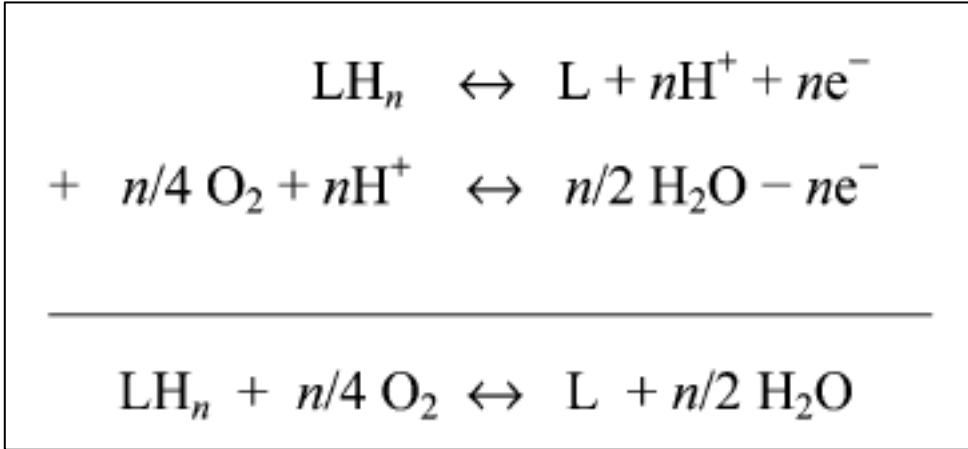 LHₙ ↔ L + nH⁺ + ne⁻
+ n/4 O₂ + nH⁺ ↔ n/2 H₂O − ne⁻
LHₙ + n/4 O₂ ↔ L + n/2 H₂O